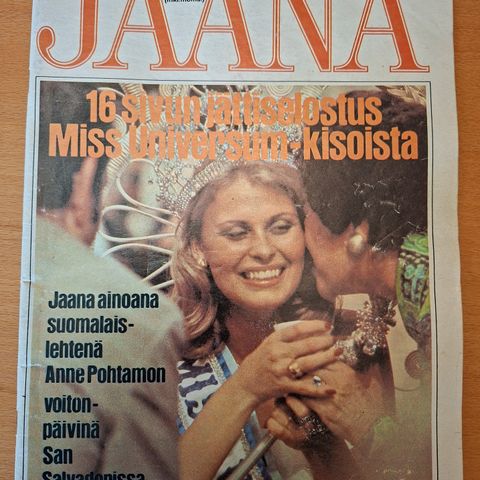 JAANA
16 sivun jättiselostus
Miss Universum-kisoista
Jaana ainoana
suomalais-
lehtenä
Anne Pohtamon
voiton-
päivinä
San
Salvadorissa